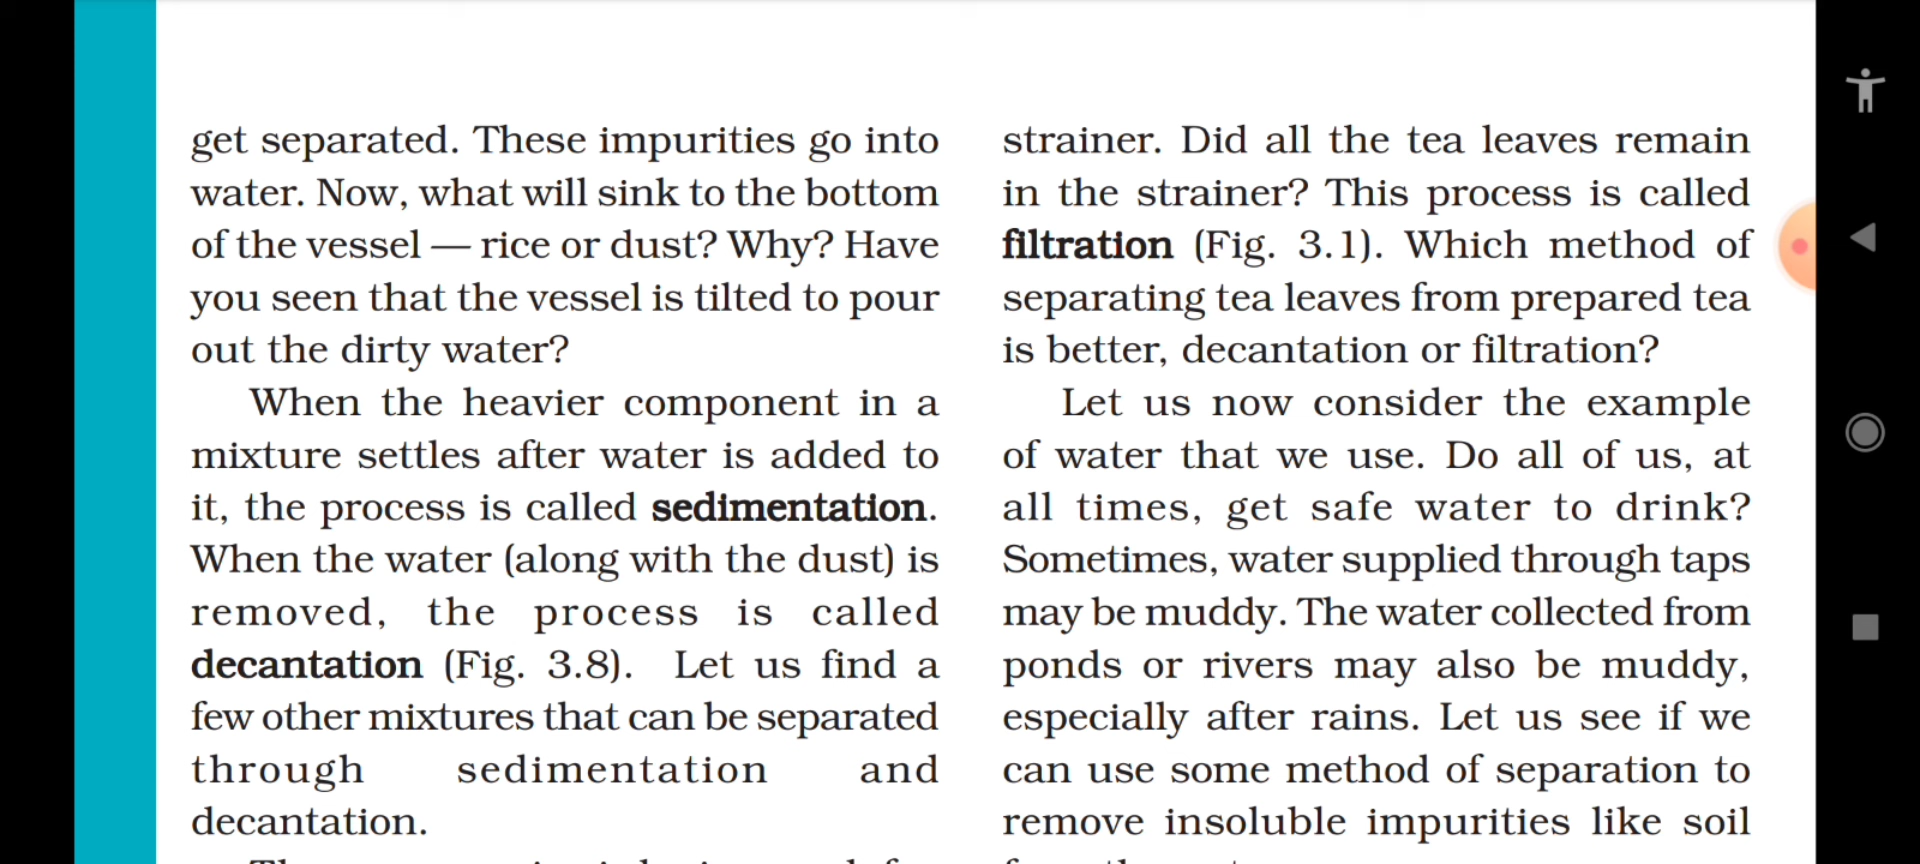 get separated. These impurities go into
water. Now, what will sink to the bottom
of the vessel — rice or dust? Why? Have
you seen that the vessel is tilted to pour
out the dirty water?
When the heavier component in a
mixture settles after water is added to
it, the process is called sedimentation.
When the water (along with the dust) is
removed, the process is called
decantation (Fig. 3.8). Let us find a
few other mixtures that can be separated
through sedimentation and
decantation.
strainer. Did all the tea leaves remain
in the strainer? This process is called
filtration (Fig. 3.1). Which method of
separating tea leaves from prepared tea
is better, decantation or filtration?
Let us now consider the example
of water that we use. Do all of us, at
all times, get safe water to drink?
Sometimes, water supplied through taps
may be muddy. The water collected from
ponds or rivers may also be muddy,
especially after rains. Let us see if we
can use some method of separation to
remove insoluble impurities like soil